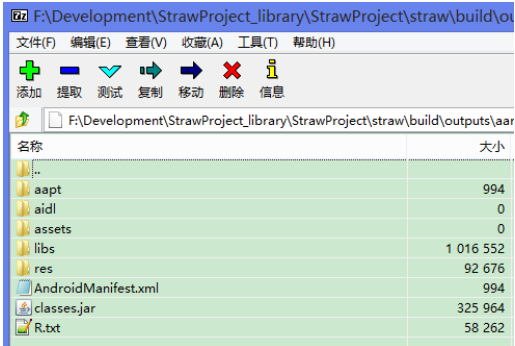 F:\Development\StrawProject_library\StrawProject\straw\build\ou
文件(F) 编辑(E) 查看(V) 收藏(A) 工具(T) 帮助(H)
添加 提取 测试 复制 移动 删除 信息
F:\Development\StrawProject_library\StrawProject\straw\build\outputs\aar
名称 大小
..
aapt 994
aidl 0
assets 0
libs 1 016 552
res 92 676
AndroidManifest.xml 994
classes.jar 325 964
R.txt 58 262